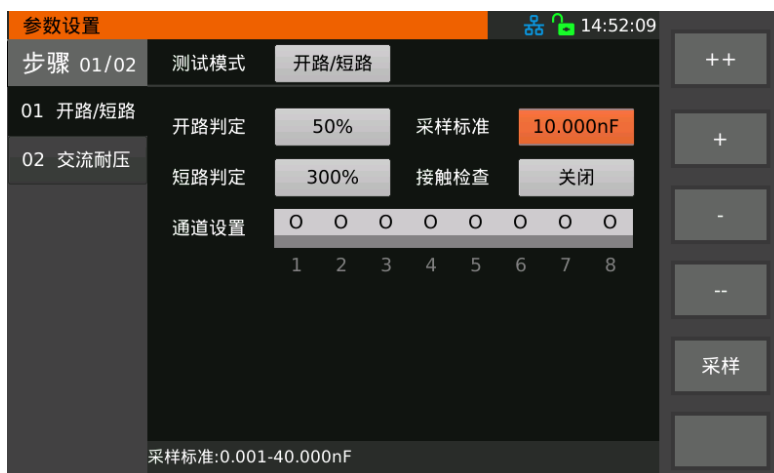 参数设置 14:52:09
步骤 01/02 测试模式 开路/短路 ++
01 开路/短路 开路判定 50% 采样标准 10.000nF +
02 交流耐压 短路判定 300% 接触检查 关闭
通道设置 O O O O O O O O -
1 2 3 4 5 6 7 8
--
采样
采样标准:0.001-40.000nF